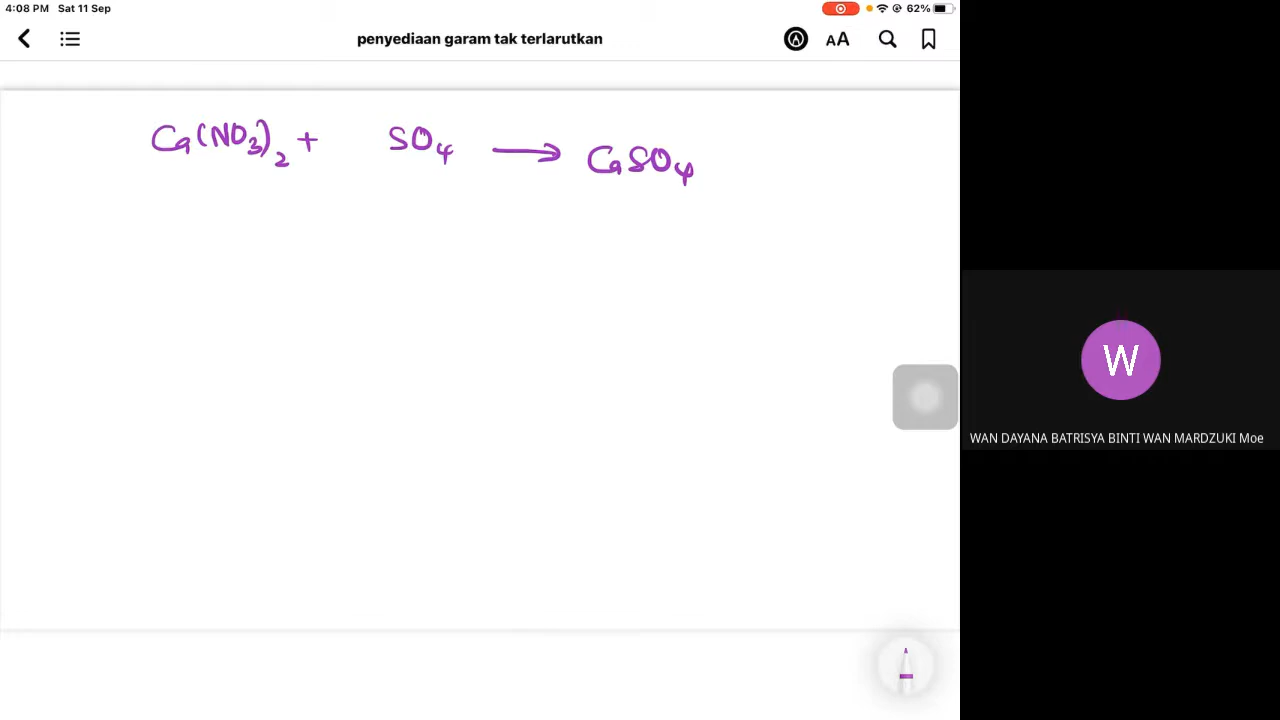 4:08 PM Sat 11 Sep
62%
penyediaan garam tak terlarutkan
AA
Ca(NO₃)₂ + SO₄ → CaSO₄
W
WAN DAYANA BATRISYA BINTI WAN MARDZUKI Moe